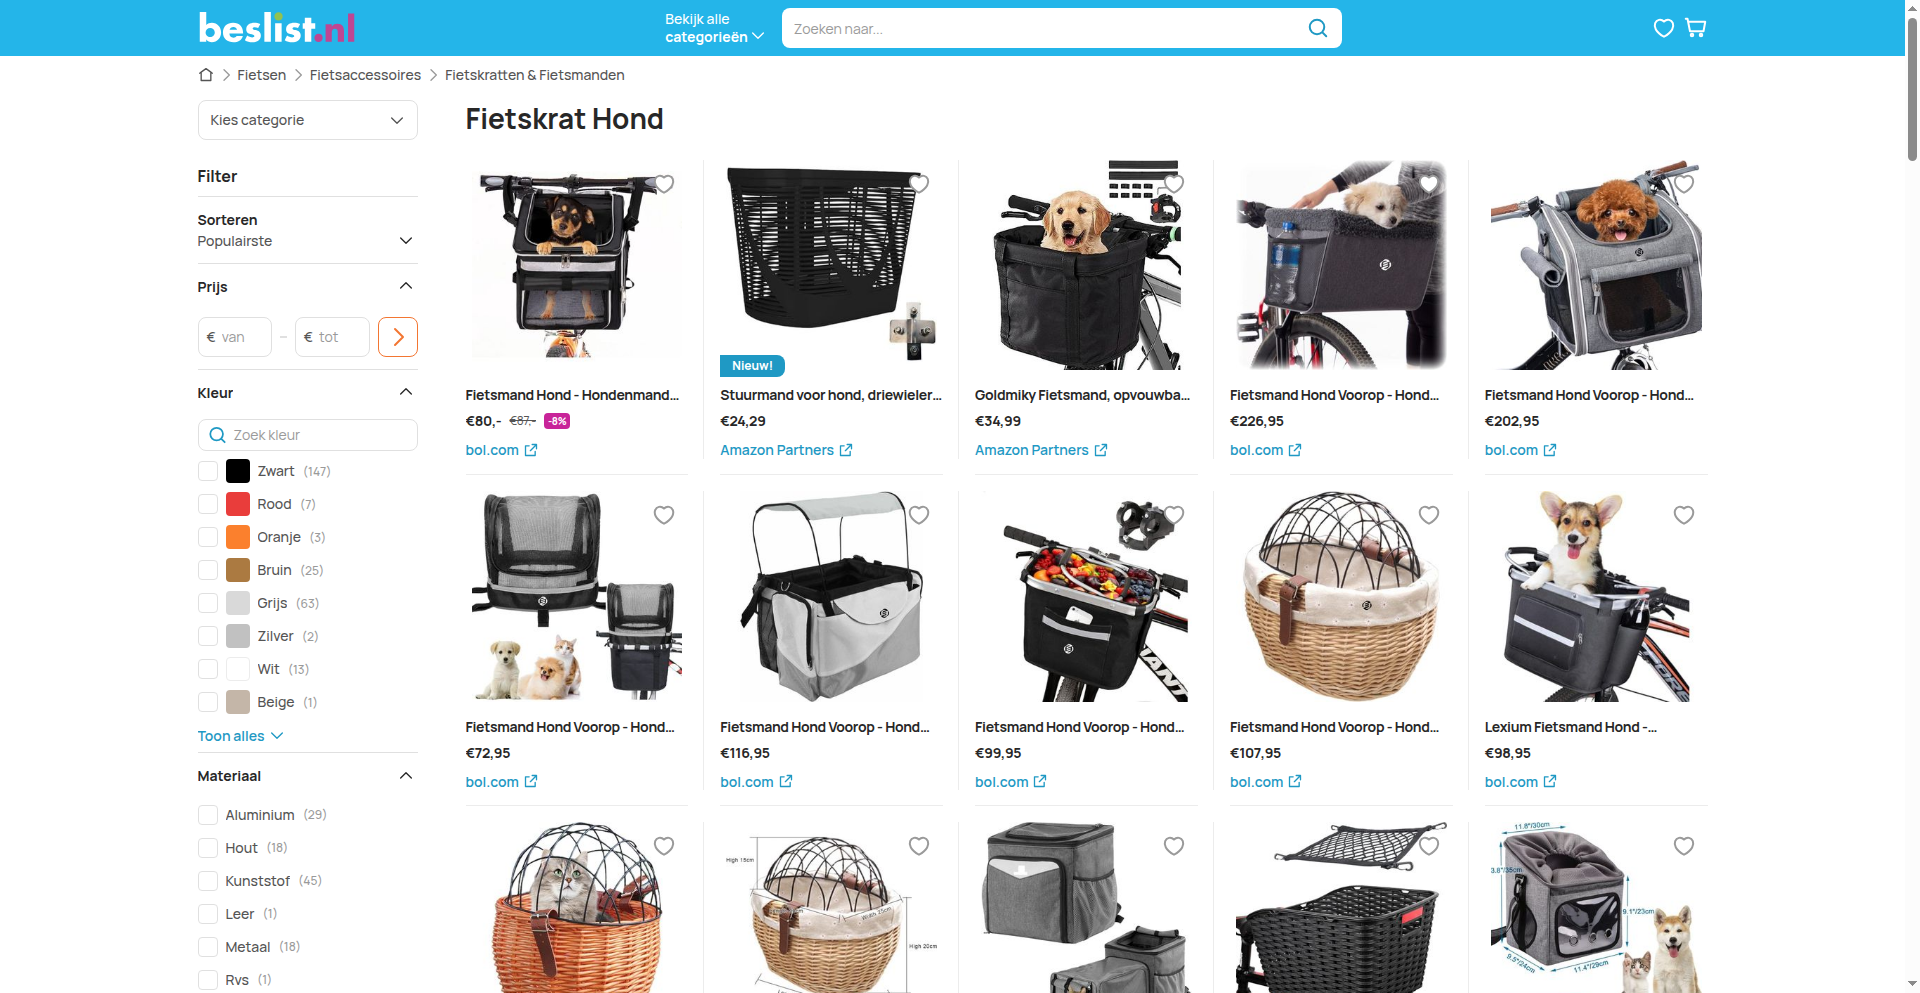 beslist.nl
Bekijk alle
categorieën
Zoeken naar...
Fietsen
Fietsaccessoires
Fietskratten & Fietsmanden
Kies categorie
Fietskrat Hond
Filter
Sorteren
Populairste
Prijs
€ van
–
€ tot
Kleur
Zoek kleur
Zwart (147)
Rood (7)
Oranje (3)
Bruin (25)
Grijs (63)
Zilver (2)
Wit (13)
Beige (1)
Toon alles
Materiaal
Aluminium (29)
Hout (18)
Kunststof (45)
Leer (1)
Metaal (18)
Rvs (1)
Fietsmand Hond - Hondenmand...
€80,- €87,- -8%
bol.com
Nieuw!
Stuurmand voor hond, driewieler...
€24,29
Amazon Partners
Goldmiky Fietsmand, opvouwba...
€34,99
Amazon Partners
Fietsmand Hond Voorop - Hond...
€226,95
bol.com
Fietsmand Hond Voorop - Hond...
€202,95
bol.com
Fietsmand Hond Voorop - Hond...
€72,95
bol.com
Fietsmand Hond Voorop - Hond...
€116,95
bol.com
ANT
Fietsmand Hond Voorop - Hond...
€99,95
bol.com
Fietsmand Hond Voorop - Hond...
€107,95
bol.com
Lexium Fietsmand Hond -...
€98,95
bol.com
High 15cm
High 20cm
11.8"/30cm
3.8"/35cm
9.1"/23cm
9.5"/24cm
11.4"/29cm